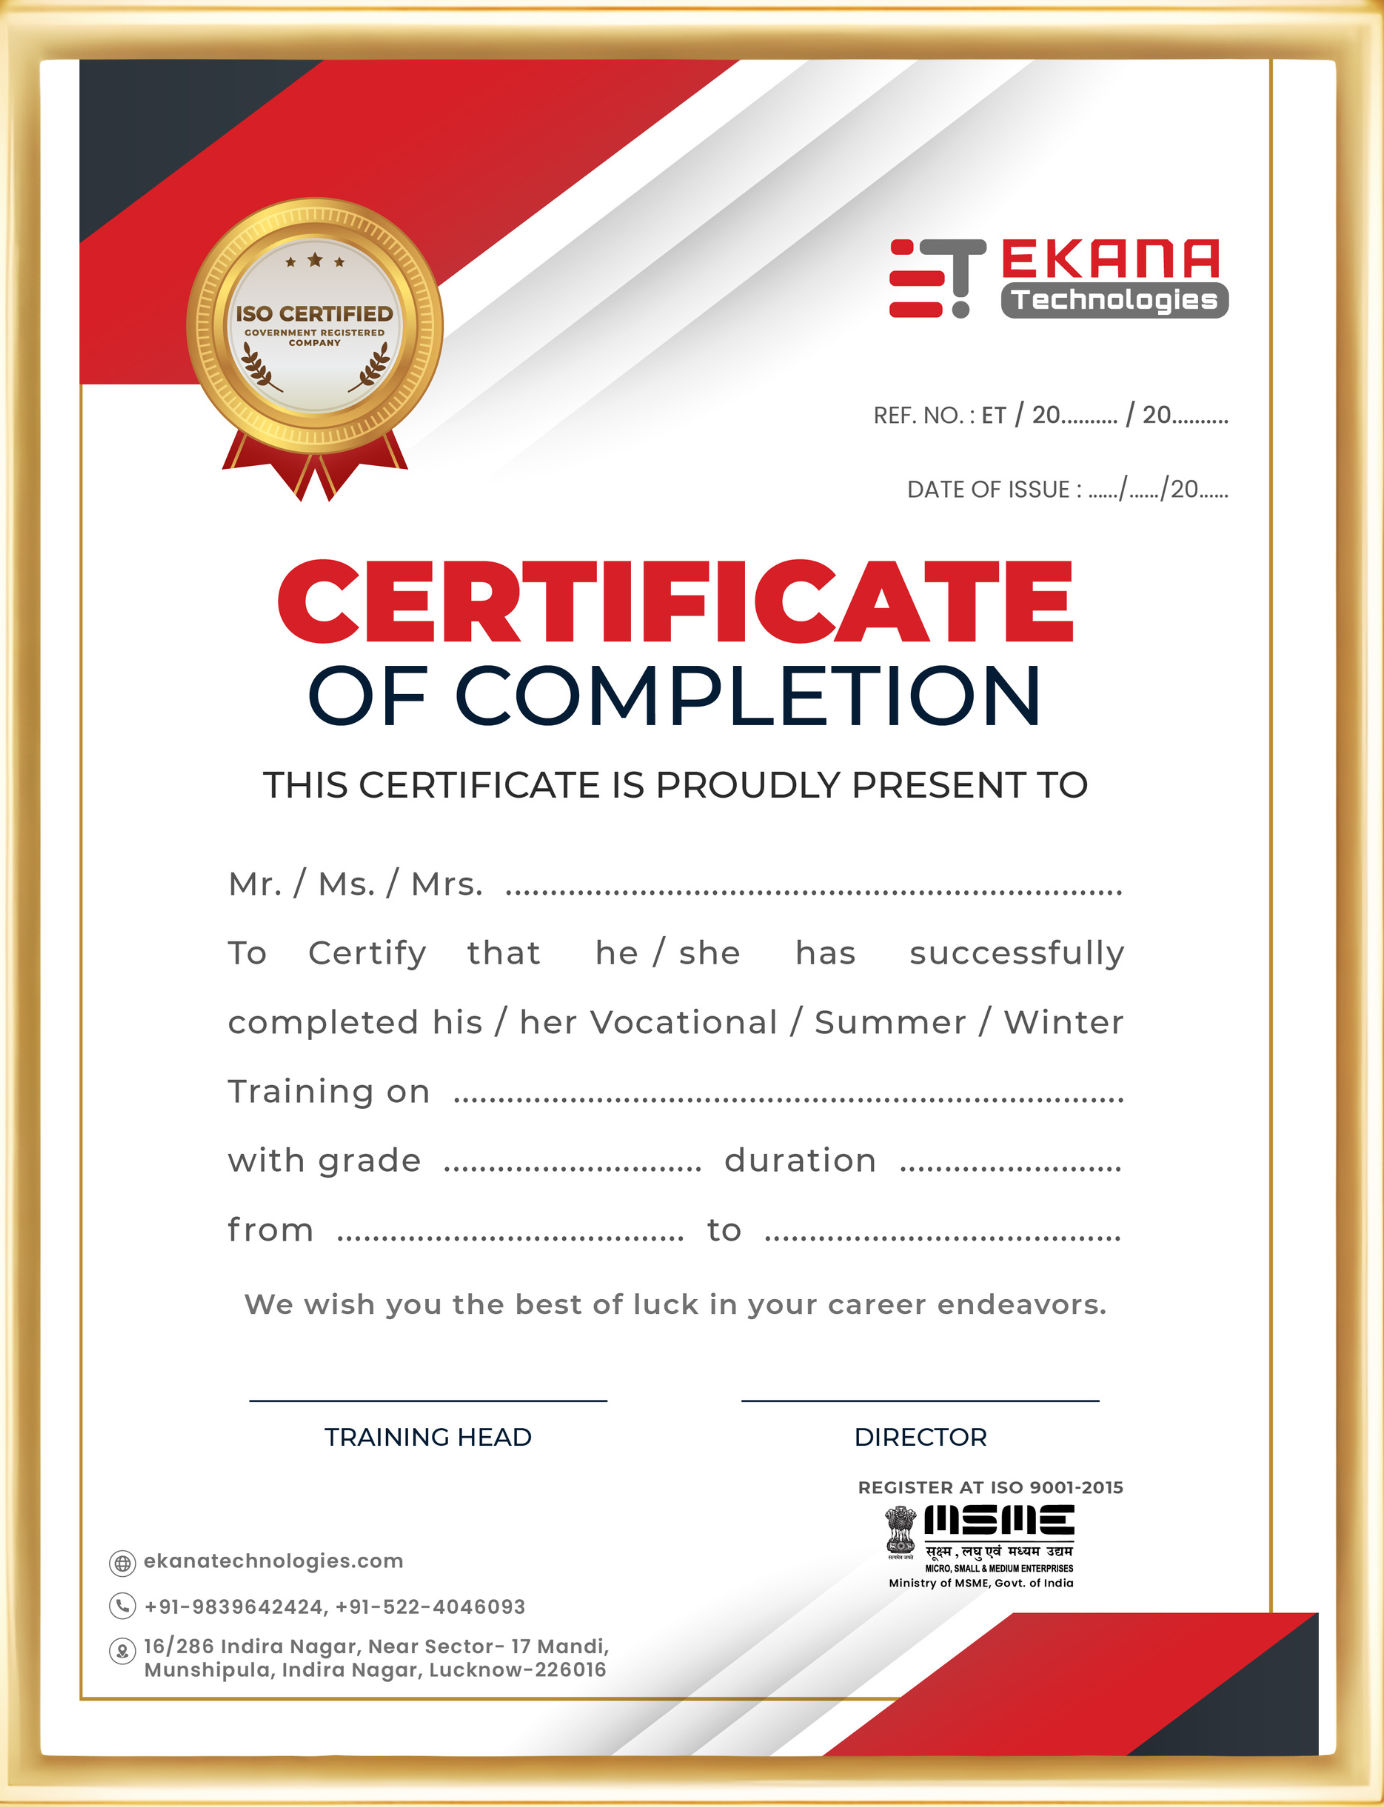 ISO CERTIFIED
GOVERNMENT REGISTERED
COMPANY
ET EKANA
Technologies
REF. NO. : ET / 20.......... / 20..........
DATE OF ISSUE : ....../....../20......
CERTIFICATE
OF COMPLETION
THIS CERTIFICATE IS PROUDLY PRESENT TO
Mr. / Ms. / Mrs. .....................................................................
To Certify that he / she has successfully
completed his / her Vocational / Summer / Winter
Training on ...........................................................................
with grade ............................. duration .........................
from ....................................... to ........................................
We wish you the best of luck in your career endeavors.
TRAINING HEAD
DIRECTOR
REGISTER AT ISO 9001-2015
MSME
सूक्ष्म, लघु एवं मध्यम उद्यम
सत्यमेव जयते
MICRO, SMALL & MEDIUM ENTERPRISES
Ministry of MSME, Govt. of India
ekanatechnologies.com
+91-9839642424, +91-522-4046093
16/286 Indira Nagar, Near Sector- 17 Mandi,
Munshipula, Indira Nagar, Lucknow-226016